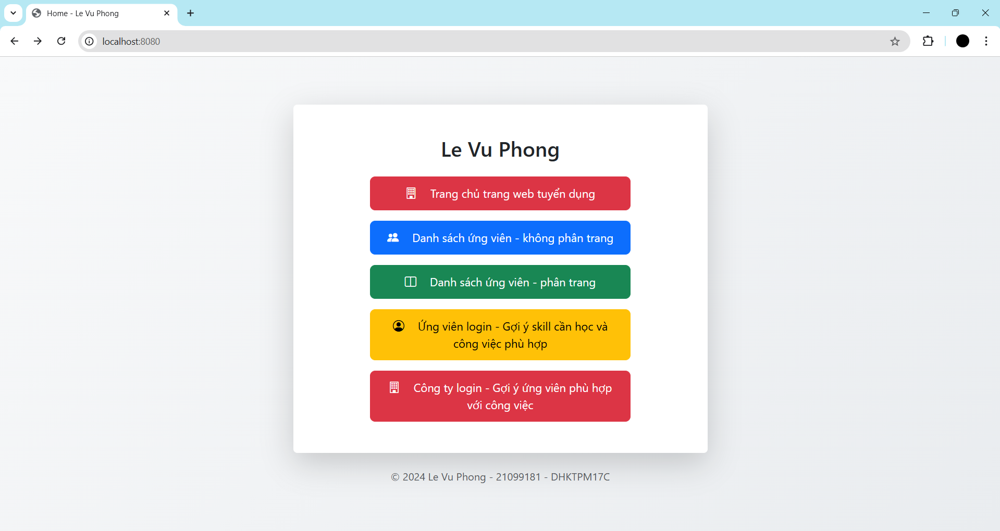 Home - Le Vu Phong
localhost:8080
Le Vu Phong
Trang chủ trang web tuyển dụng
Danh sách ứng viên - không phân trang
Danh sách ứng viên - phân trang
Ứng viên login - Gợi ý skill cần học và
công việc phù hợp
Công ty login - Gợi ý ứng viên phù hợp
với công việc
© 2024 Le Vu Phong - 21099181 - DHKTPM17C